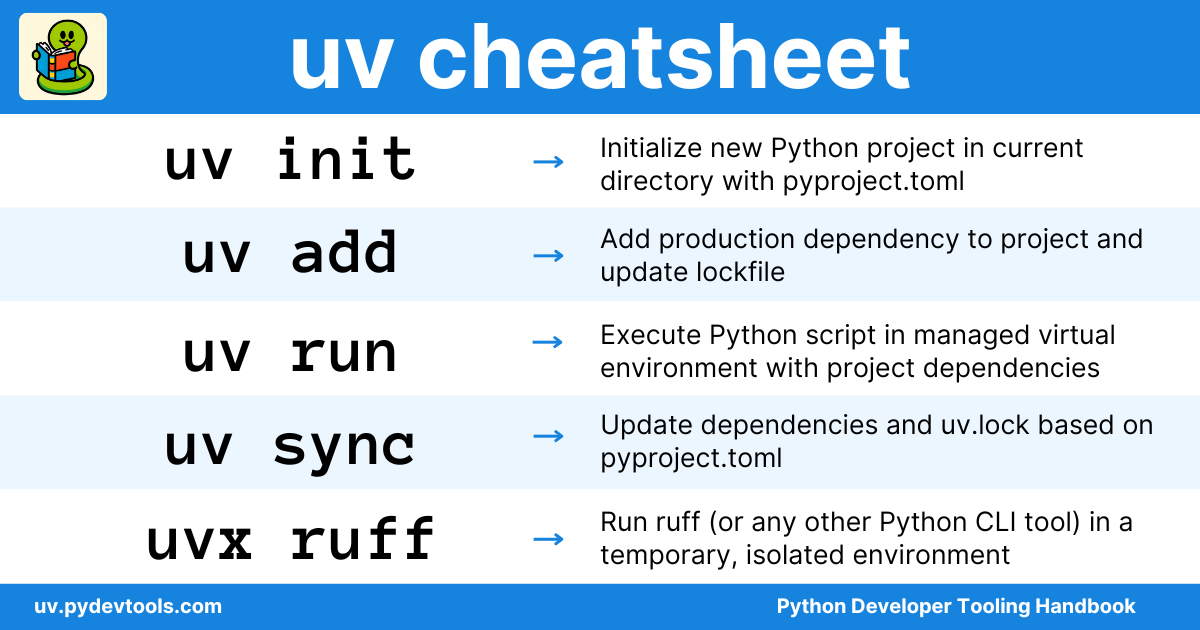 uv cheatsheet
uv init
→
Initialize new Python project in current
directory with pyproject.toml
uv add
→
Add production dependency to project and
update lockfile
uv run
→
Execute Python script in managed virtual
environment with project dependencies
uv sync
→
Update dependencies and uv.lock based on
pyproject.toml
uvx ruff
→
Run ruff (or any other Python CLI tool) in a
temporary, isolated environment
uv.pydevtools.com
Python Developer Tooling Handbook